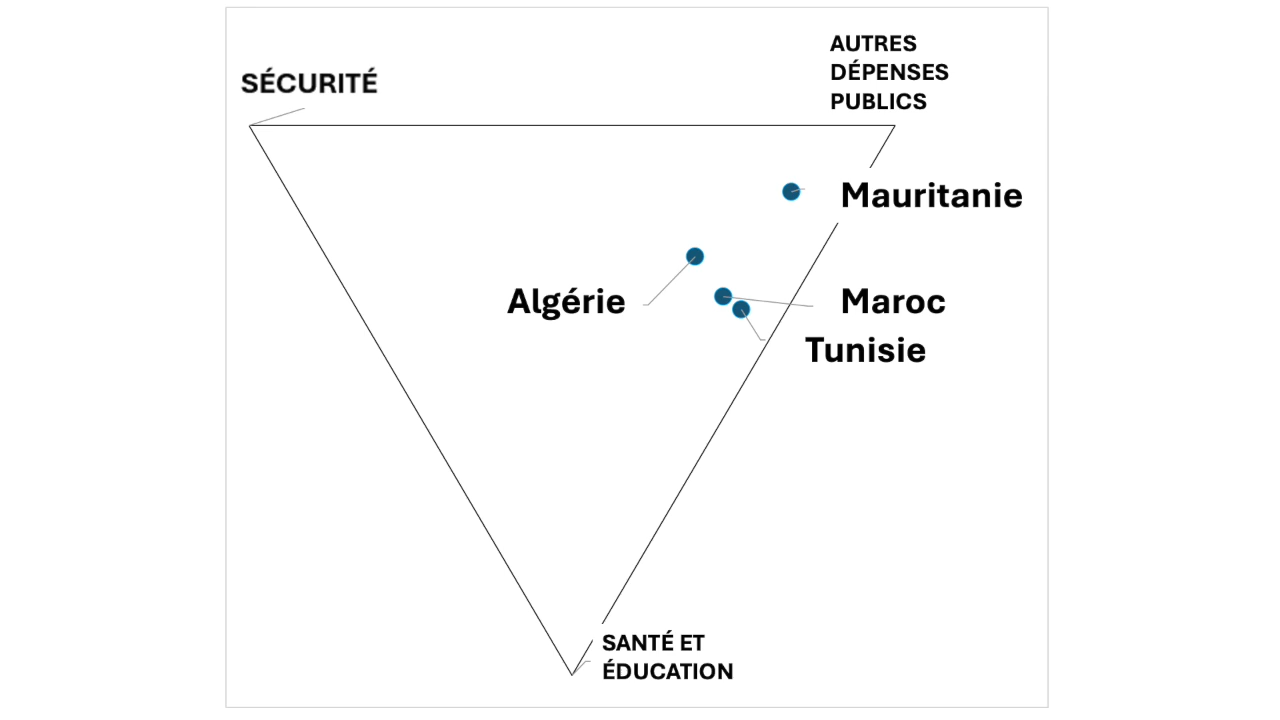 SÉCURITÉ
AUTRES
DÉPENSES
PUBLICS
Mauritanie
Algérie
Maroc
Tunisie
SANTÉ ET
ÉDUCATION